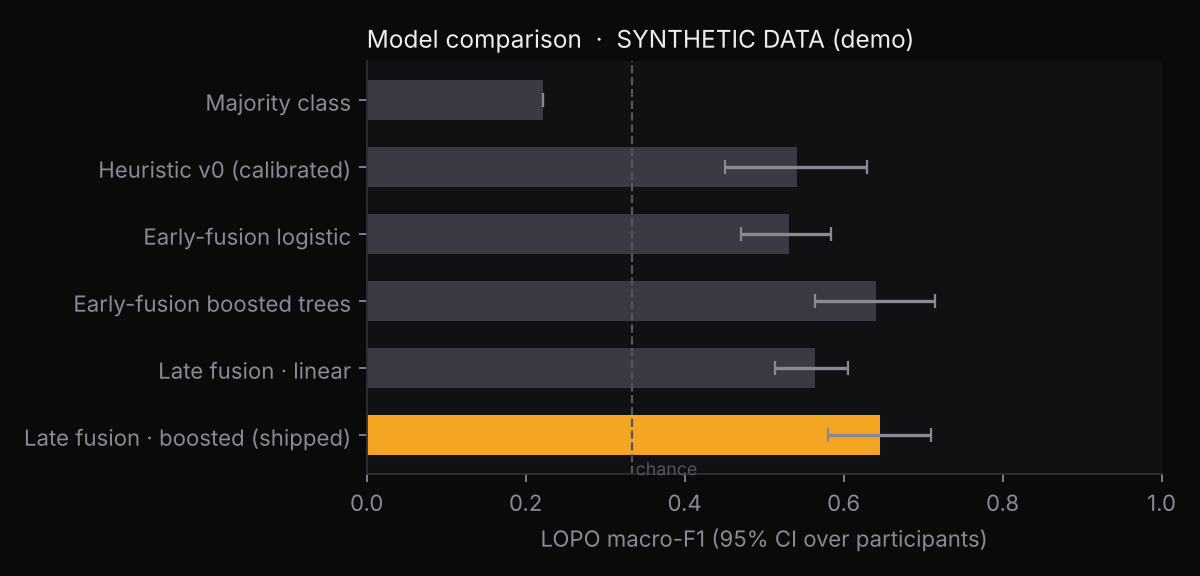 Model comparison · SYNTHETIC DATA (demo)
Majority class
Heuristic v0 (calibrated)
Early-fusion logistic
Early-fusion boosted trees
Late fusion · linear
Late fusion · boosted (shipped)
chance
0.0 0.2 0.4 0.6 0.8 1.0
LOPO macro-F1 (95% CI over participants)